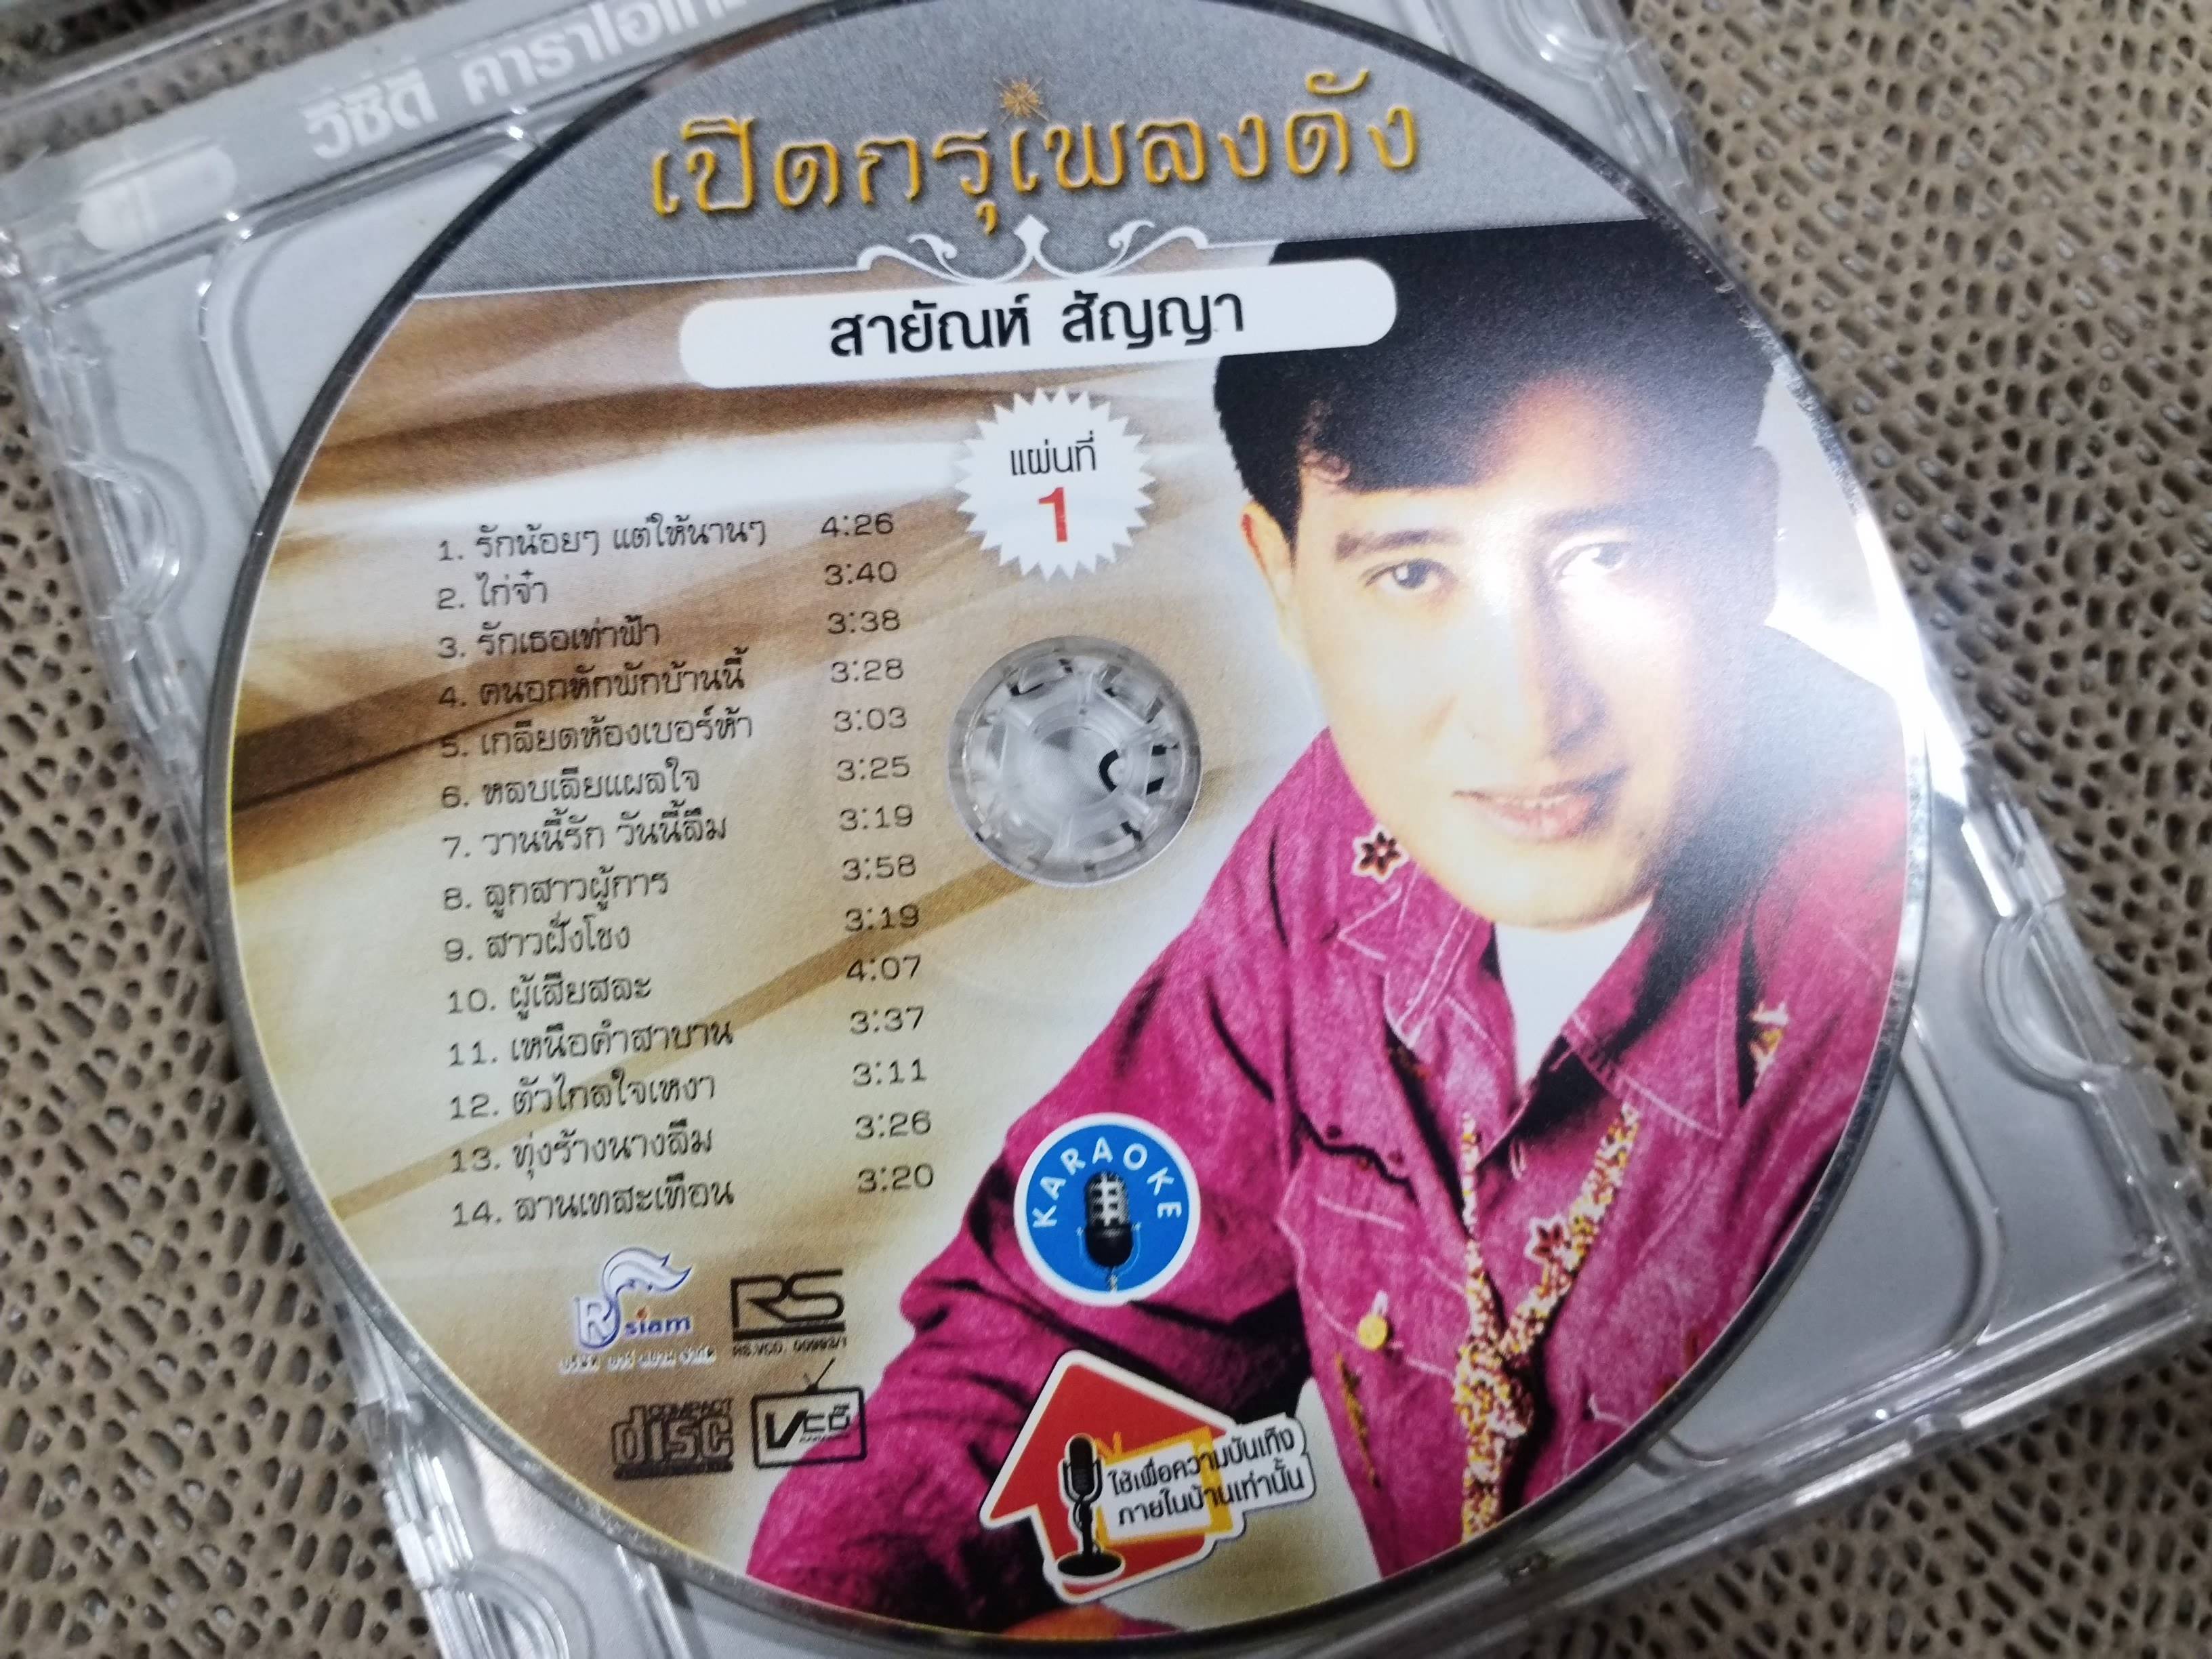 วีซีดี คาราโอเกะ
เปิดกรุเพลงดัง
สายัณห์ สัญญา
แผ่นที่
1
1. รักน้อยๆ แต่ให้นานๆ 4:26
2. ไก่จ๋า 3:40
3. รักเธอเท่าฟ้า 3:38
4. คนอกหักพักบ้านนี้ 3:28
5. เกลียดห้องเบอร์ห้า 3:03
6. หลบเลียแผลใจ 3:25
7. วานนี้รัก วันนี้ลืม 3:19
8. ลูกสาวผู้การ 3:58
9. สาวฝั่งโขง 3:19
10. ผู้เสียสละ 4:07
11. เหนือคำสาบาน 3:37
12. ตัวไกลใจเหงา 3:11
13. ทุ่งร้างนางลืม 3:26
14. ลานเทสะเทือน 3:20
KARAOKE
Rsiam
RS
RS.VCD. 00993/1
COMPACT
disc
VCD
ใช้เพื่อความบันเทิง
ภายในบ้านเท่านั้น